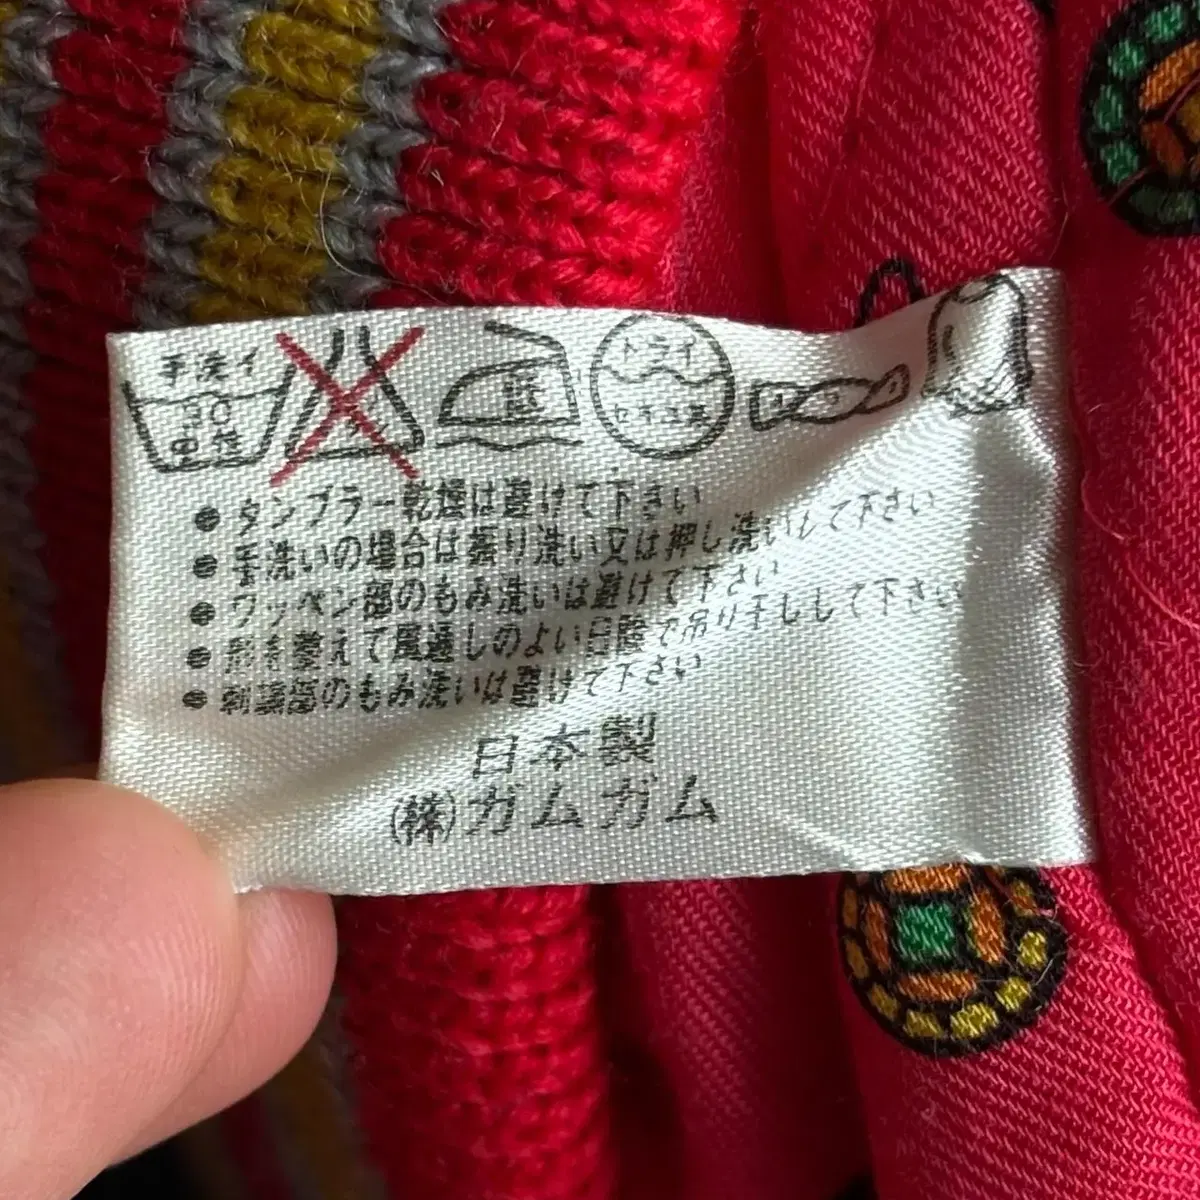 手洗イ
30
中性
低
ドライ
セキユ系
タンブラー乾燥は避けて下さい
手洗いの場合は振り洗い又は押し洗いして下さい
ワッペン部のもみ洗いは避けて下さい
形を整えて風通しのよい日陰で吊り干しして下さい
刺繍部のもみ洗いは避けて下さい
日本製
(株)ガムガム